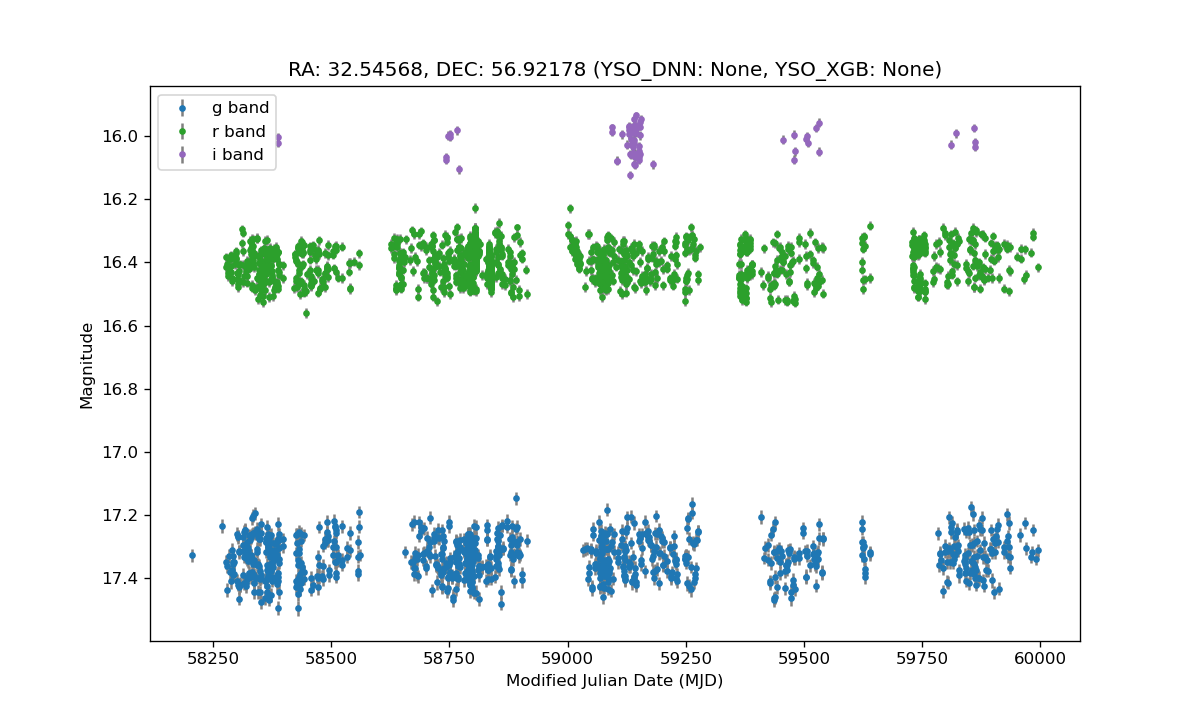 RA: 32.54568, DEC: 56.92178 (YSO_DNN: None, YSO_XGB: None)
g band
r band
i band
Magnitude
16.0
16.2
16.4
16.6
16.8
17.0
17.2
17.4
58250
58500
58750
59000
59250
59500
59750
60000
Modified Julian Date (MJD)